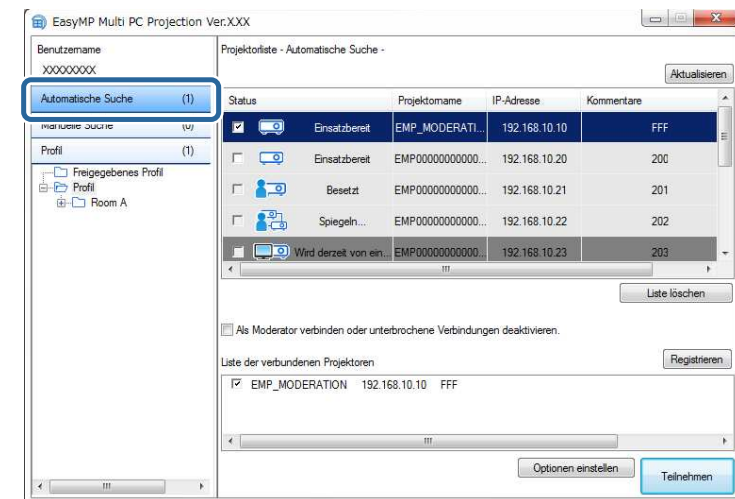 EasyMP Multi PC Projection Ver.X.XX
Benutzername
XXXXXXXX
Automatische Suche (1)
Manuelle Suche (0)
Profil (1)
Freigegebenes Profil
Profil
Room A
Projektorliste - Automatische Suche -
Aktualisieren
Status Projektorname IP-Adresse Kommentare
Einsatzbereit EMP_MODERATI... 192.168.10.10 FFF
Einsatzbereit EMP00000000000... 192.168.10.20 200
Besetzt EMP00000000000... 192.168.10.21 201
Spiegeln... EMP00000000000... 192.168.10.22 202
Wird derzeit von ein... EMP00000000000... 192.168.10.23 203
Liste löschen
Als Moderator verbinden oder unterbrochene Verbindungen deaktivieren.
Liste der verbundenen Projektoren
Registrieren
EMP_MODERATION 192.168.10.10 FFF
Optionen einstellen
Teilnehmen